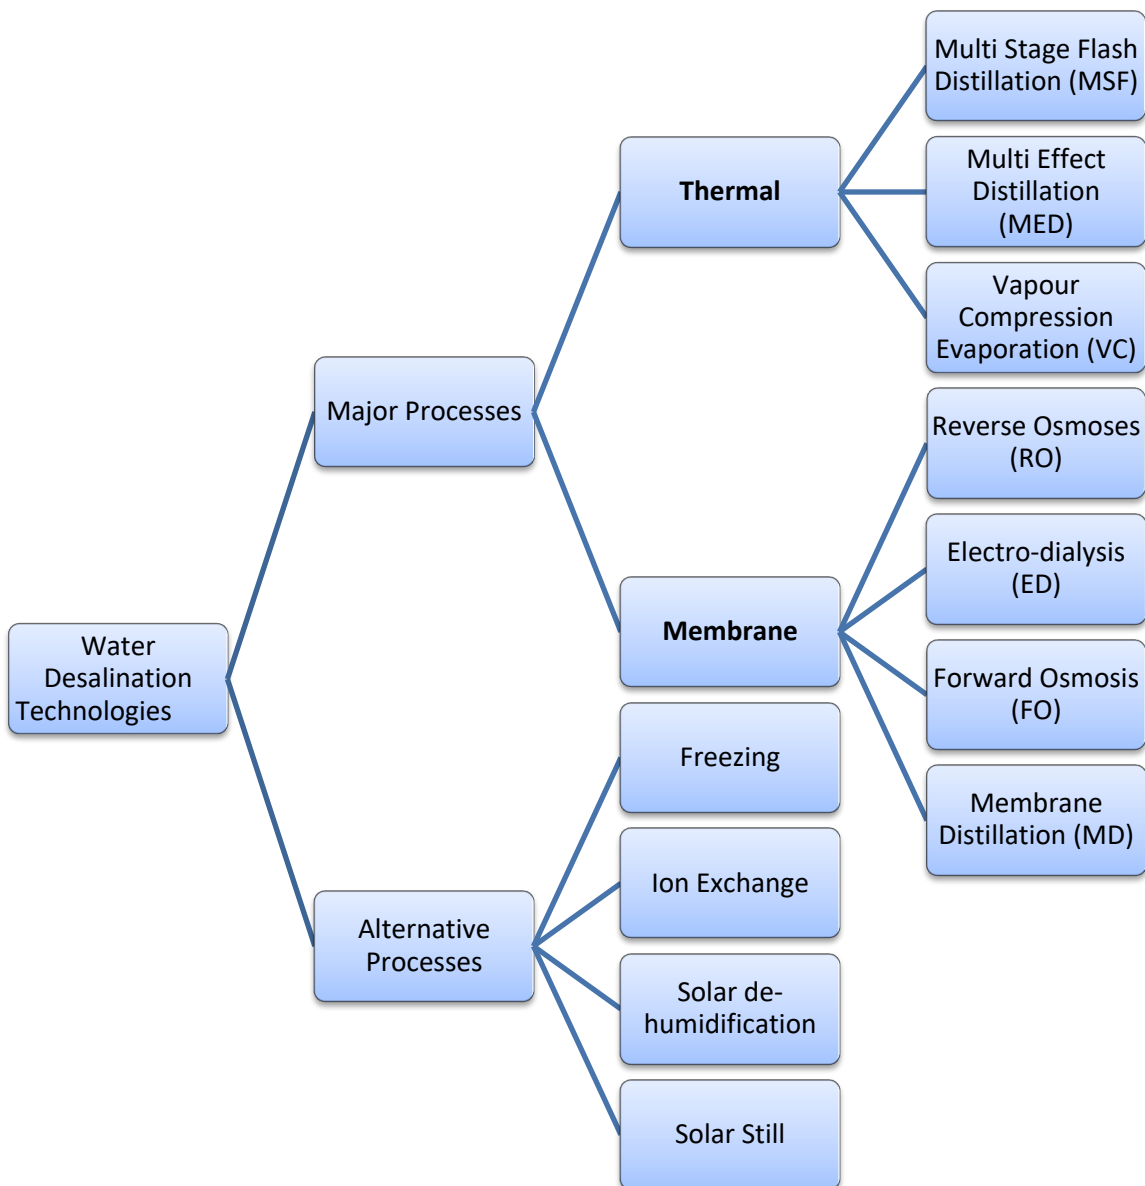 Water
Desalination
Technologies
Major Processes
Thermal
Multi Stage Flash
Distillation (MSF)
Multi Effect
Distillation
(MED)
Vapour
Compression
Evaporation (VC)
Membrane
Reverse Osmoses
(RO)
Electro-dialysis
(ED)
Forward Osmosis
(FO)
Membrane
Distillation (MD)
Alternative
Processes
Freezing
Ion Exchange
Solar de-
humidification
Solar Still